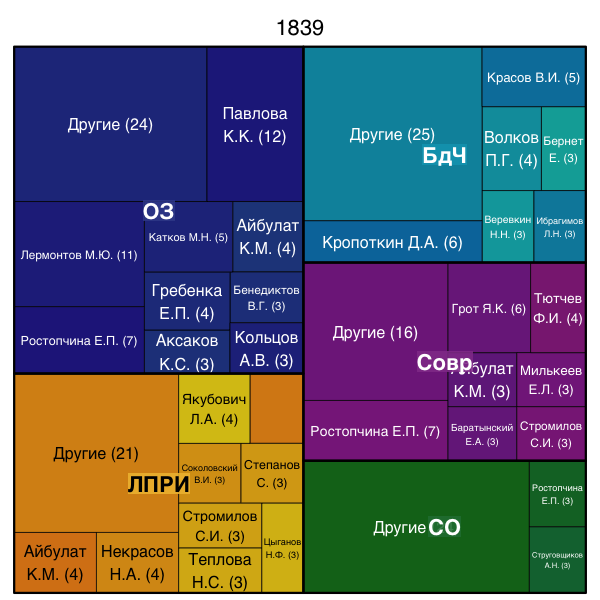 1839
Другие (24)
Павлова
К.К. (12)
ОЗ
Лермонтов М.Ю. (11)
Катков М.Н. (5)
Айбулат
К.М. (4)
Гребенка
Е.П. (4)
Бенедиктов
В.Г. (3)
Ростопчина Е.П. (7)
Аксаков
К.С. (3)
Кольцов
А.В. (3)
Другие (25)
БдЧ
Красов В.И. (5)
Волков
П.Г. (4)
Бернет
Е. (3)
Кропоткин Д.А. (6)
Веревкин
Н.Н. (3)
Ибрагимов
Л.Н. (3)
Другие (16)
Грот Я.К. (6)
Тютчев
Ф.И. (4)
Совр
К.М. (3)
Милькеев
Е.Л. (3)
Ростопчина Е.П. (7)
Баратынский
Е.А. (3)
Стромилов
С.И. (3)
Другие (21)
Якубович
Л.А. (4)
ЛПРИ
Соколовский
В.И. (3)
Степанов
С. (3)
Стромилов
С.И. (3)
Цыганов
Н.Ф. (3)
Айбулат
К.М. (4)
Некрасов
Н.А. (4)
Теплова
Н.С. (3)
Другие
СО
Ростопчина
Е.П. (3)
Струговщиков
А.Н. (3)